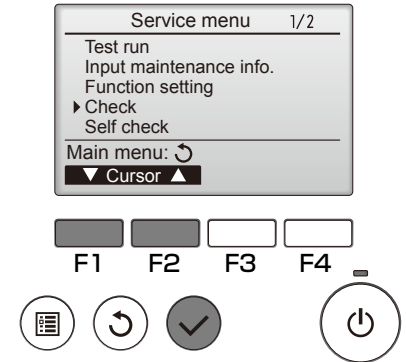 Service menu 1/2
Test run
Input maintenance info.
Function setting
Check
Self check
Main menu:
Cursor
F1 F2 F3 F4